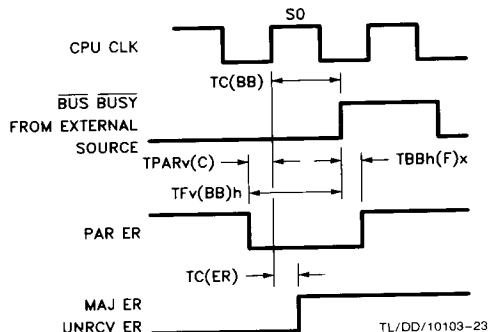 S0
CPU CLK
TC(BB)
BUS BUSY
FROM EXTERNAL
SOURCE
TPARv(C)
TBBh(F)x
TFv(BB)h
PAR ER
TC(ER)
MAJ ER
UNRCV ER
TL/DD/10103-23